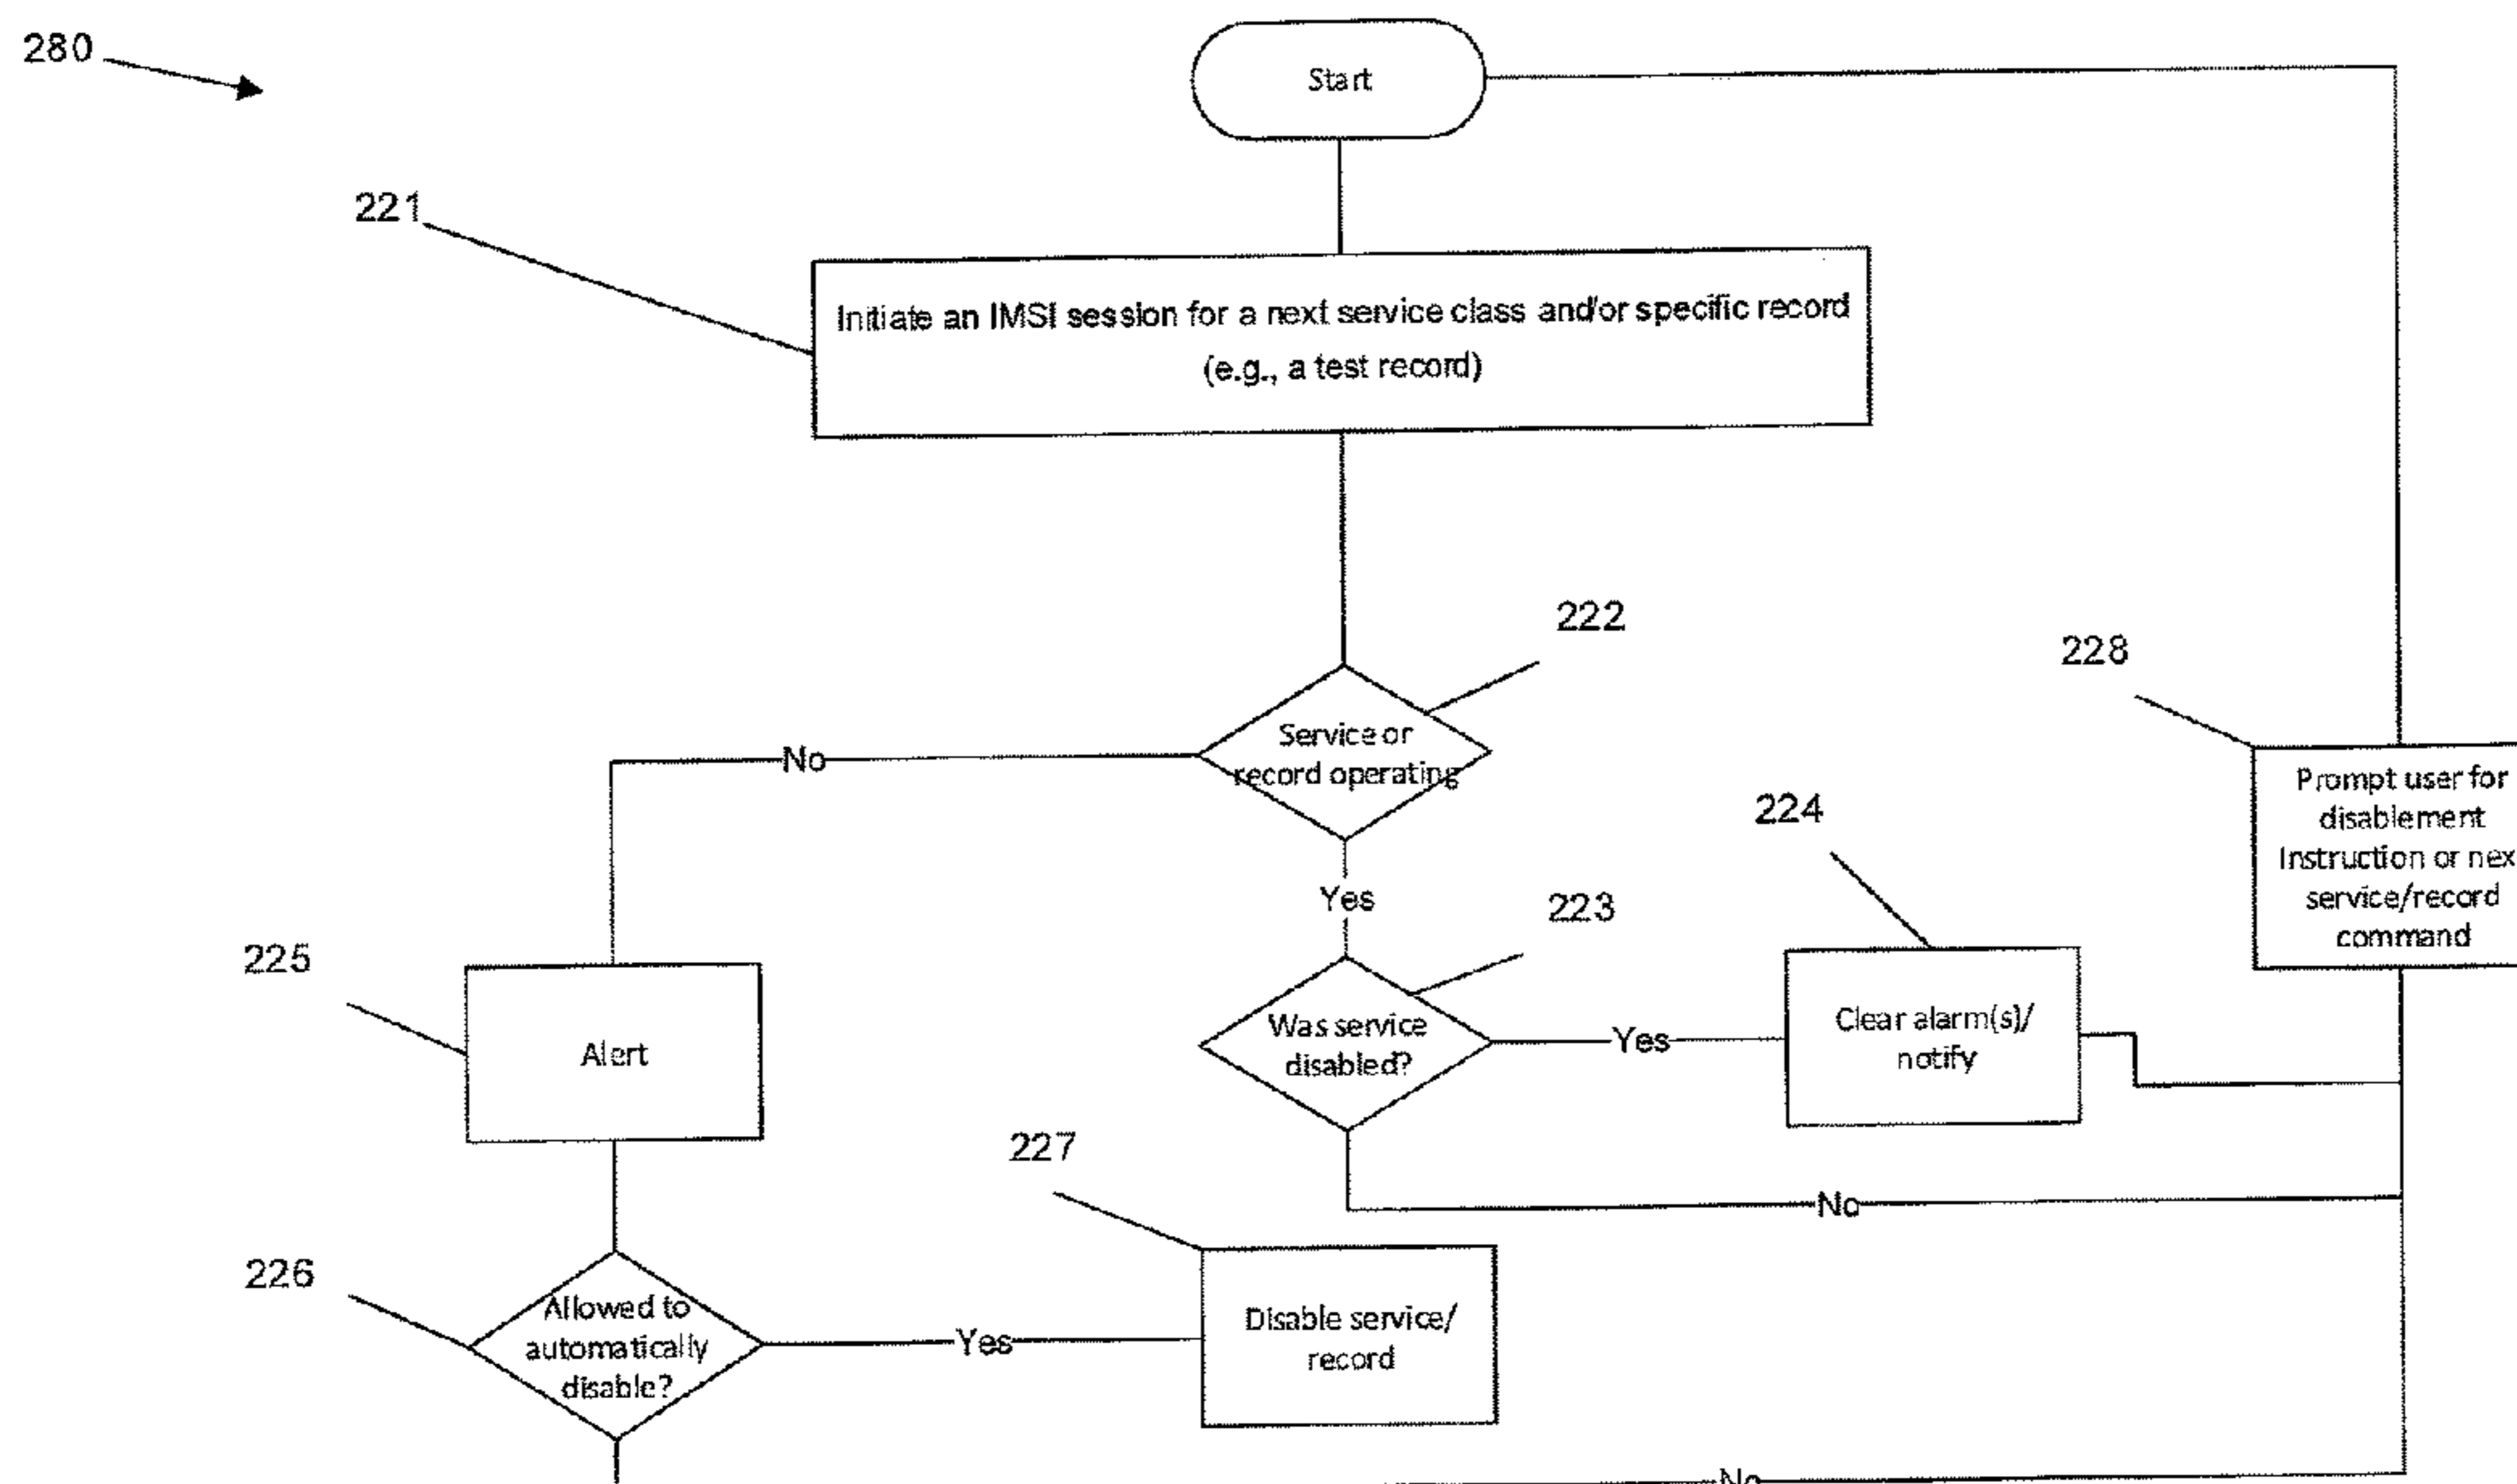 280
Start
221
Initiate an IMSI session for a next service class and/or specific record
(e.g., a test record)
222
Service or
record operating
No
228
Prompt user for
disablement
Instruction or nex
service/record
command
224
Yes
223
225
Alert
Was service
disabled?
Yes
Clear alarm(s)/
notify
227
No
226
Allowed to
automatically
disable?
Yes
Disable service/
record
No